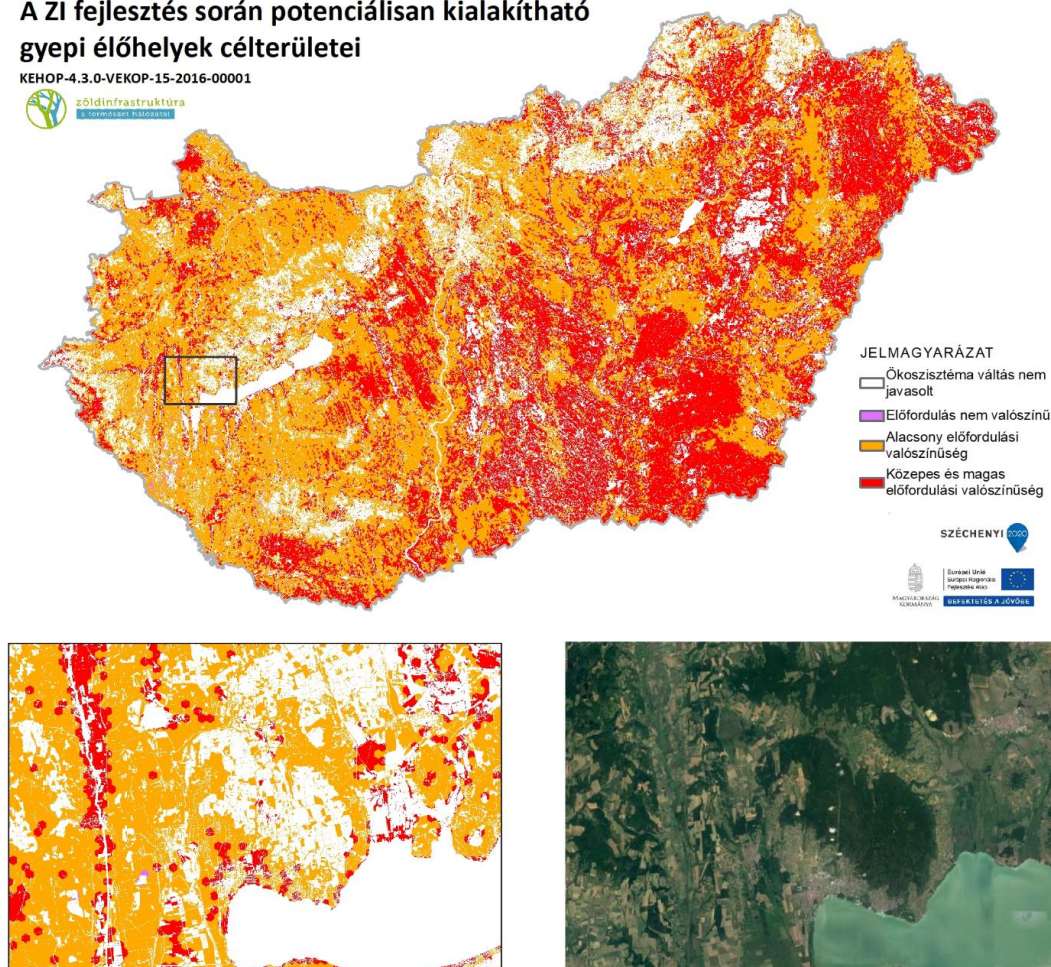 A ZI fejlesztés során potenciálisan kialakítható
gyepi élőhelyek célterületei
KEHOP-4.3.0-VEKOP-15-2016-00001
zöldinfrastruktúra
a természet hálózatai
JELMAGYARÁZAT
Ökoszisztéma váltás nem
javasolt
Előfordulás nem valószínű
Alacsony előfordulási
valószínűség
Közepes és magas
előfordulási valószínűség
SZÉCHENYI 2020
MAGYARORSZÁG
KORMÁNYA
Európai Unió
Európai Regionális
Fejlesztési Alap
BEFEKTETÉS A JÖVŐBE